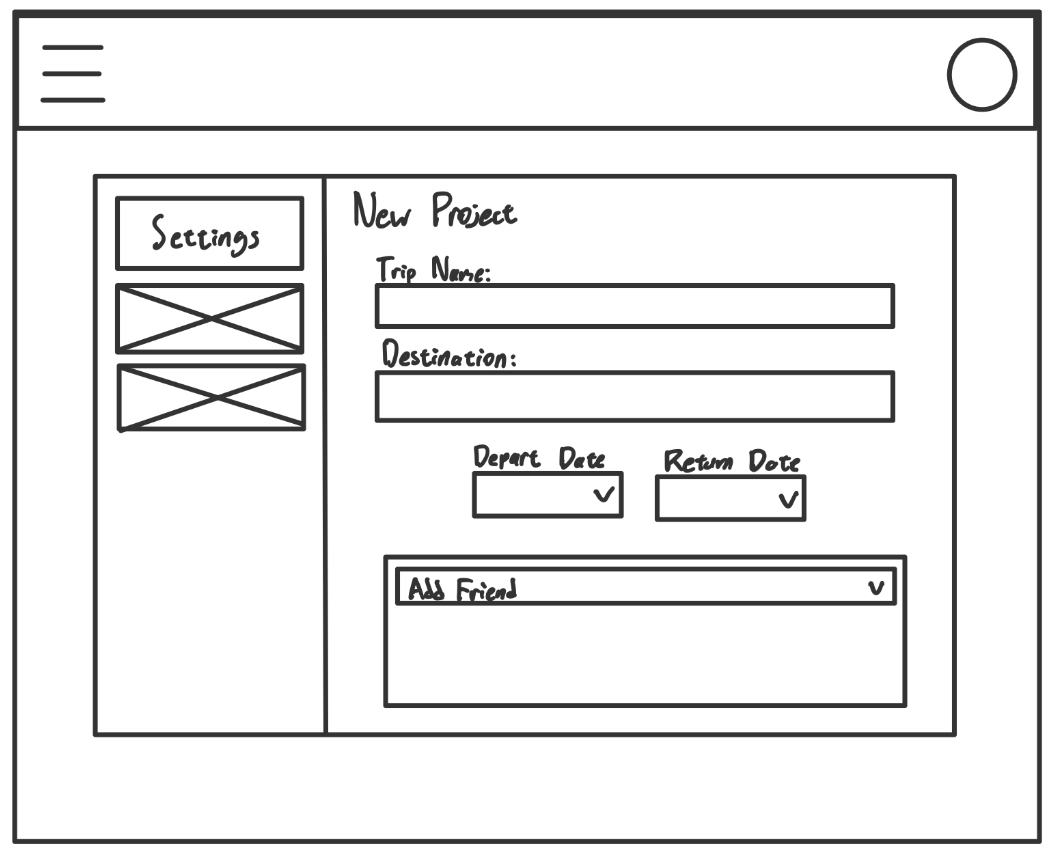 Settings
New Project
Trip Name:
Destination:
Depart Date
Return Date
Add Friend